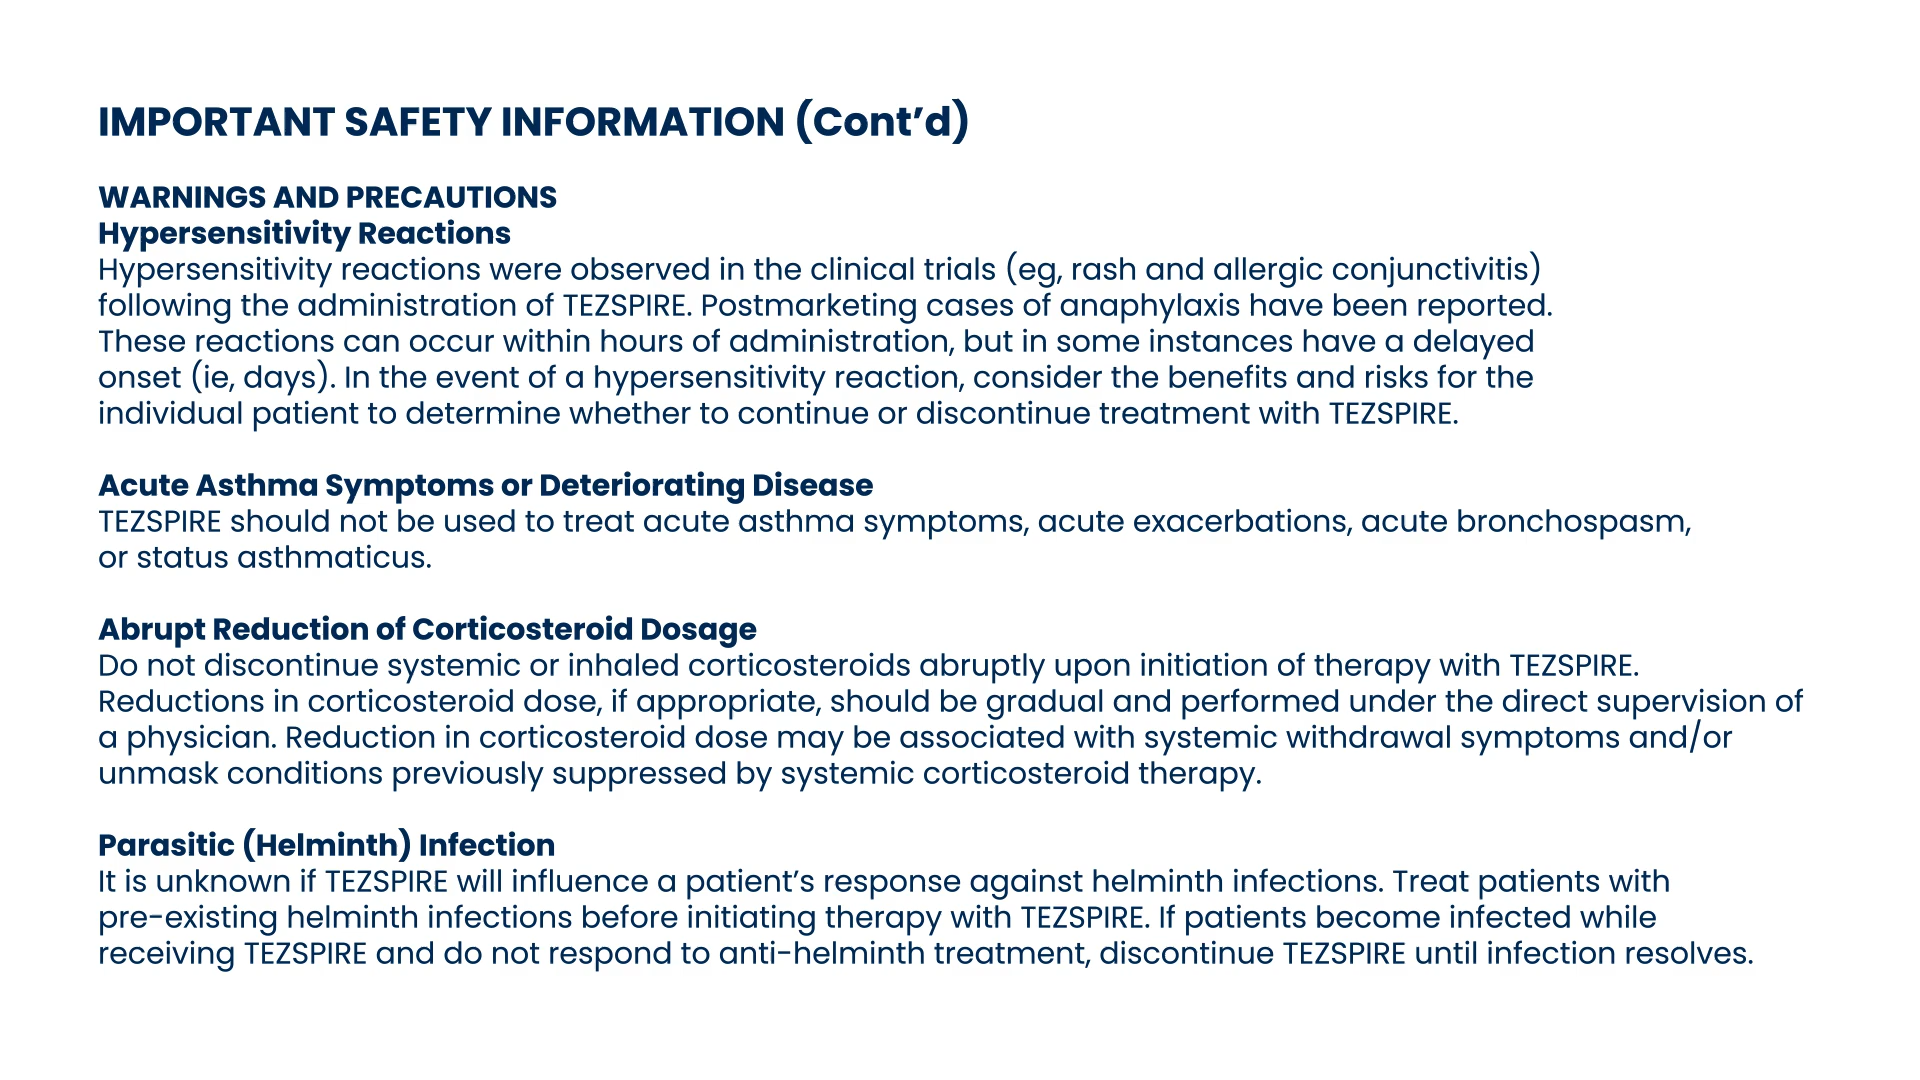 IMPORTANT SAFETY INFORMATION (Cont’d)
WARNINGS AND PRECAUTIONS
Hypersensitivity Reactions
Hypersensitivity reactions were observed in the clinical trials (eg, rash and allergic conjunctivitis)
following the administration of TEZSPIRE. Postmarketing cases of anaphylaxis have been reported.
These reactions can occur within hours of administration, but in some instances have a delayed
onset (ie, days). In the event of a hypersensitivity reaction, consider the benefits and risks for the
individual patient to determine whether to continue or discontinue treatment with TEZSPIRE.
Acute Asthma Symptoms or Deteriorating Disease
TEZSPIRE should not be used to treat acute asthma symptoms, acute exacerbations, acute bronchospasm,
or status asthmaticus.
Abrupt Reduction of Corticosteroid Dosage
Do not discontinue systemic or inhaled corticosteroids abruptly upon initiation of therapy with TEZSPIRE.
Reductions in corticosteroid dose, if appropriate, should be gradual and performed under the direct supervision of
a physician. Reduction in corticosteroid dose may be associated with systemic withdrawal symptoms and/or
unmask conditions previously suppressed by systemic corticosteroid therapy.
Parasitic (Helminth) Infection
It is unknown if TEZSPIRE will influence a patient’s response against helminth infections. Treat patients with
pre-existing helminth infections before initiating therapy with TEZSPIRE. If patients become infected while
receiving TEZSPIRE and do not respond to anti-helminth treatment, discontinue TEZSPIRE until infection resolves.